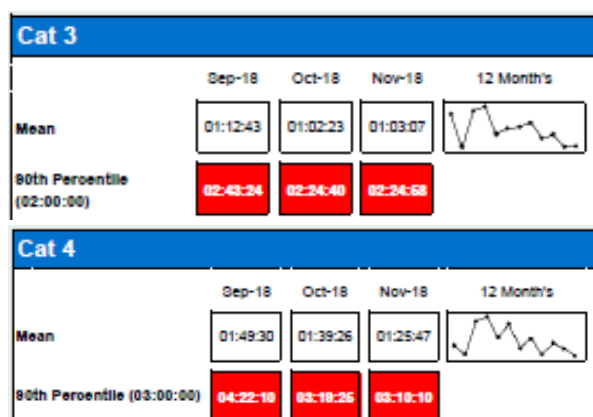 Cat 3
Sep-18 Oct-18 Nov-18 12 Month's
Mean 01:12:43 01:02:23 01:03:07
90th Percentile
(02:00:00) 02:43:24 02:24:40 02:24:58
Cat 4
Sep-18 Oct-18 Nov-18 12 Month's
Mean 01:49:30 01:39:26 01:25:47
90th Percentile (03:00:00) 04:22:10 03:18:25 03:10:10